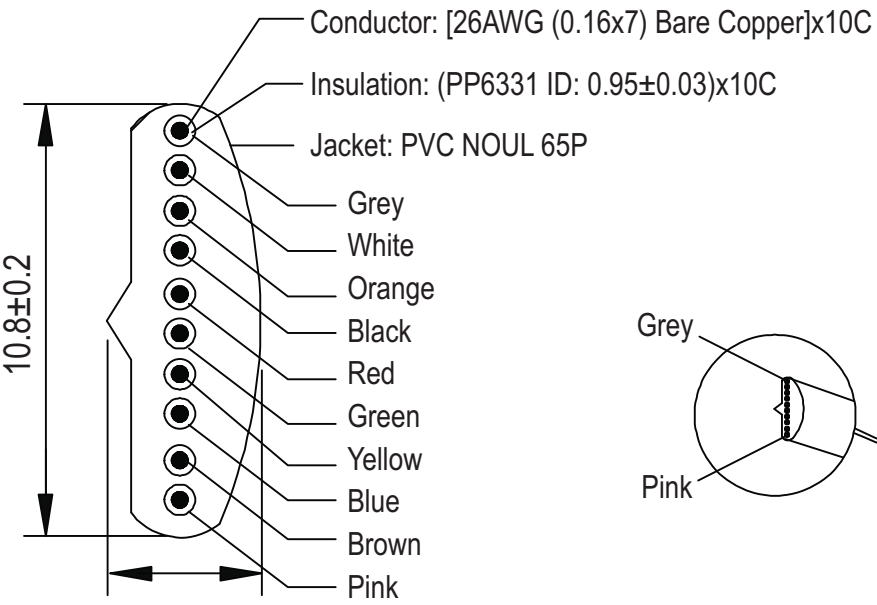 Conductor: [26AWG (0.16x7) Bare Copper]x10C
Insulation: (PP6331 ID: 0.95±0.03)x10C
Jacket: PVC NOUL 65P
Grey
White
Orange
Black
Red
Green
Yellow
Blue
Brown
Pink
10.8±0.2
Grey
Pink